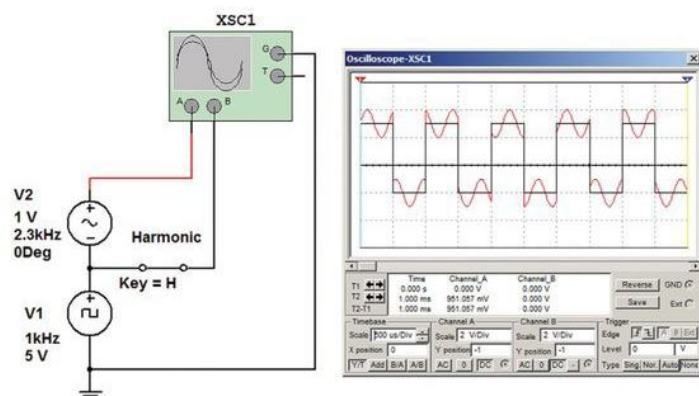 XSC1
G
T
A
B
V2
1 V
2.3kHz
0Deg
Harmonic
Key = H
V1
1kHz
5 V
Oscilloscope-XSC1
Time Channel_A Channel_B
T1 0.000 s 0.000 V 0.000 V
T2 1.000 ms 951.057 mV 0.000 V
T2-T1 1.000 ms 951.057 mV 0.000 V
Reverse
Save
GND
Ext
Timebase
Scale 500 us/Div
X position 0
Y/T Add B/A A/B
Channel A
Scale 2 V/Div
Y position -1
AC 0 DC
Channel B
Scale 2 V/Div
Y position -1
AC 0 DC -
Trigger
Edge A B Ext
Level 0 V
Type Sing. Nor. Auto None